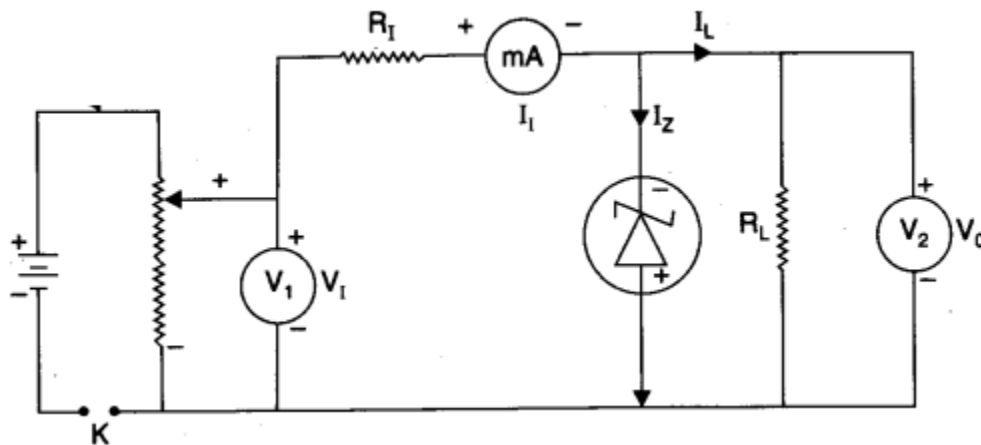 R_I + mA − I_L
I_I
I_Z
+
+ −
+ −
V_1 V_I
+ −
− +
R_L
+ V_2 V_0 −
K